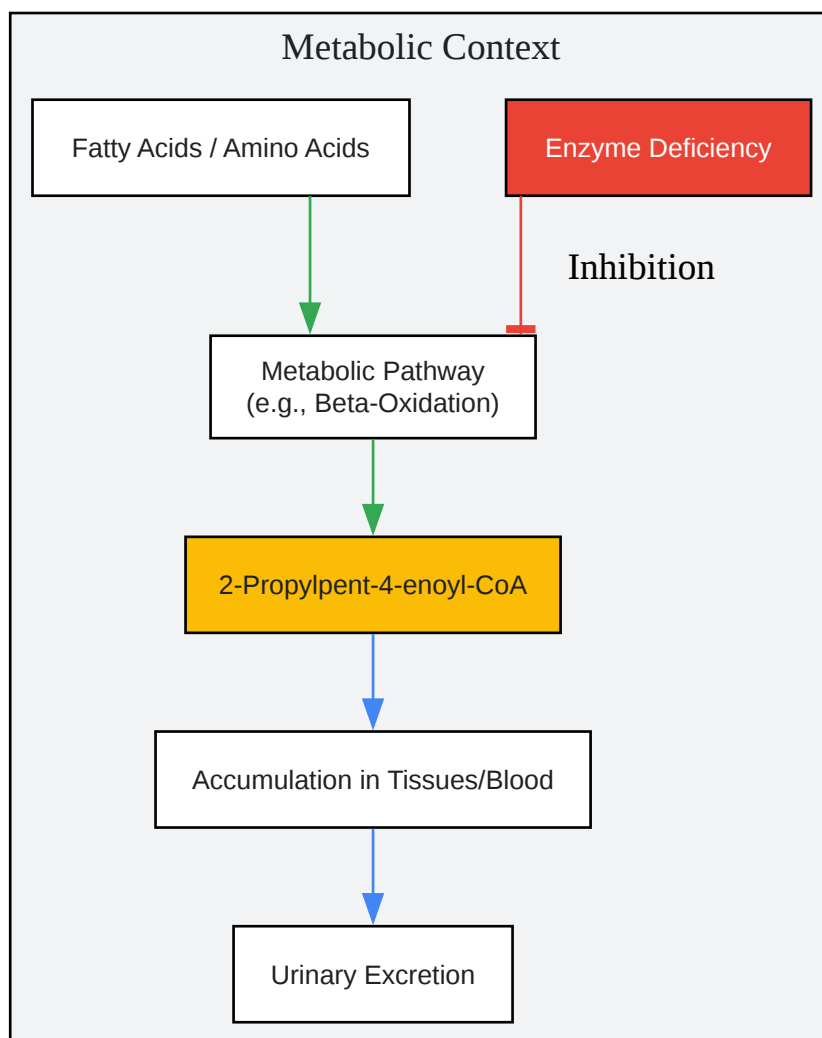 Metabolic Context
Fatty Acids / Amino Acids
Enzyme Deficiency
Inhibition
Metabolic Pathway
(e.g., Beta-Oxidation)
2-Propylpent-4-enoyl-CoA
Accumulation in Tissues/Blood
Urinary Excretion